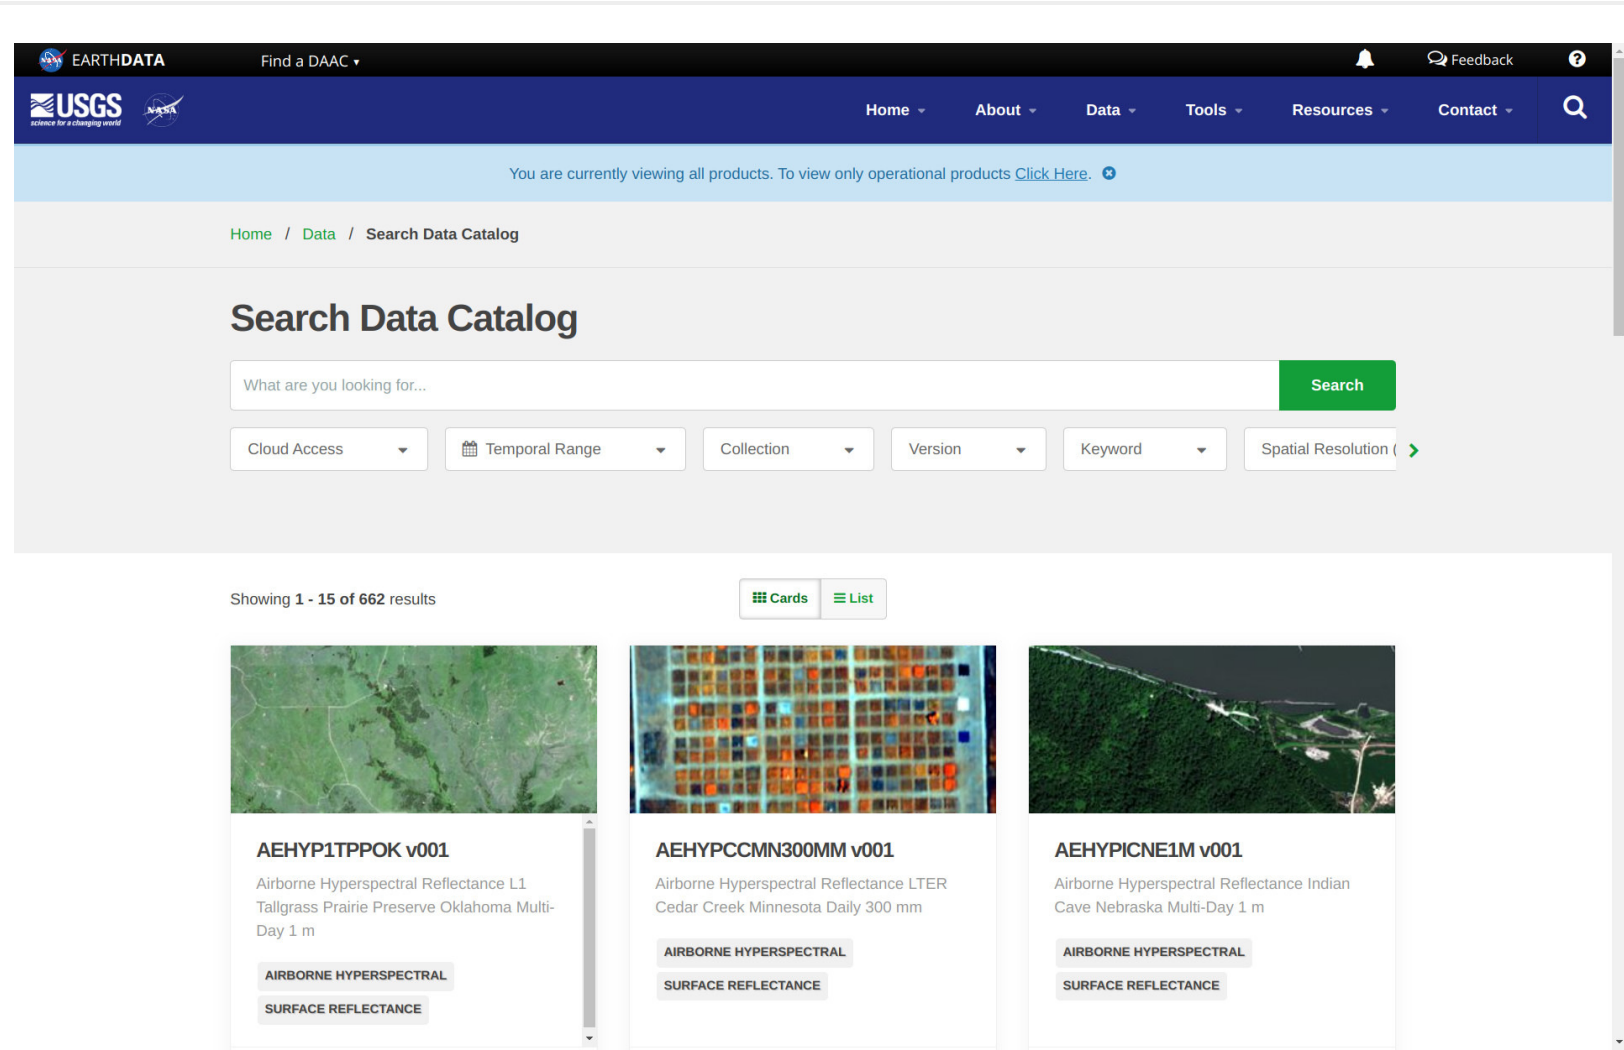 EARTHDATA
Find a DAAC ▾
Feedback
USGS
science for a changing world
NASA
Home
About
Data
Tools
Resources
Contact
You are currently viewing all products. To view only operational products Click Here.
Home / Data / Search Data Catalog
Search Data Catalog
What are you looking for...
Search
Cloud Access
Temporal Range
Collection
Version
Keyword
Spatial Resolution (
Showing 1 - 15 of 662 results
Cards
List
AEHYP1TPPOK v001
Airborne Hyperspectral Reflectance L1
Tallgrass Prairie Preserve Oklahoma Multi-
Day 1 m
AIRBORNE HYPERSPECTRAL
SURFACE REFLECTANCE
AEHYPCCMN300MM v001
Airborne Hyperspectral Reflectance LTER
Cedar Creek Minnesota Daily 300 mm
AIRBORNE HYPERSPECTRAL
SURFACE REFLECTANCE
AEHYPICNE1M v001
Airborne Hyperspectral Reflectance Indian
Cave Nebraska Multi-Day 1 m
AIRBORNE HYPERSPECTRAL
SURFACE REFLECTANCE